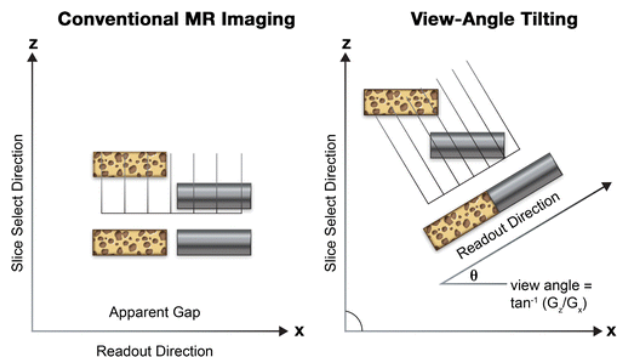 Conventional MR Imaging
z
Slice Select Direction
x
Apparent Gap
Readout Direction
View-Angle Tilting
z
Slice Select Direction
x
Readout Direction
θ
view angle =
tan⁻¹ (Gz/Gx)